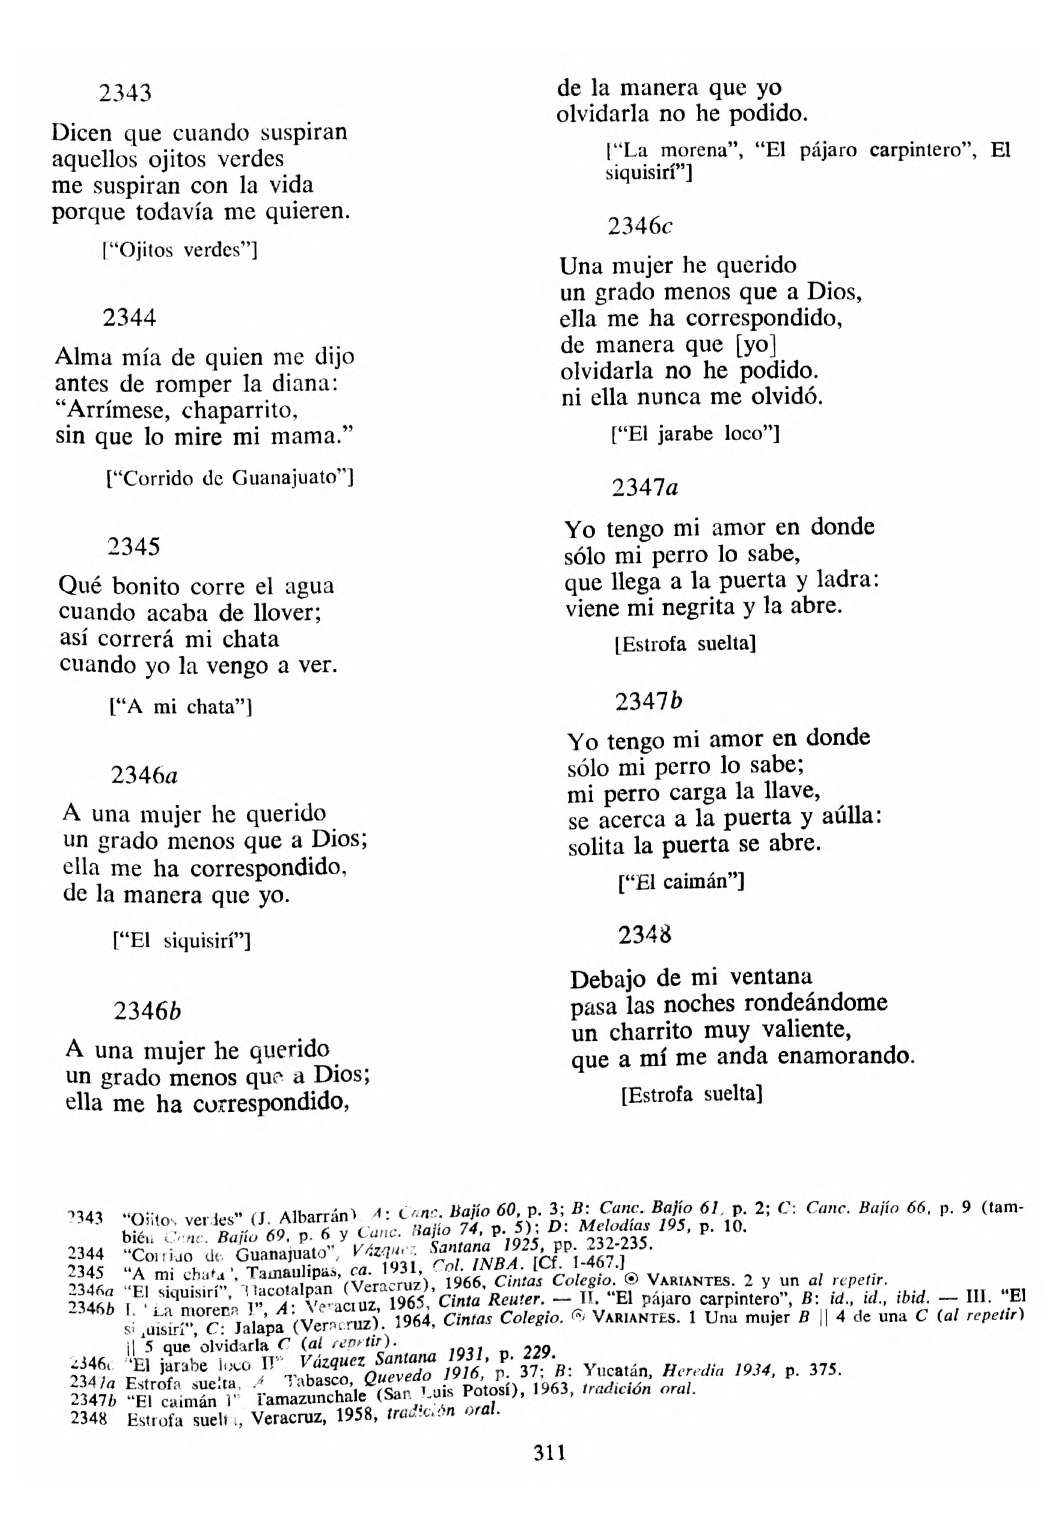 2343
Dicen que cuando suspiran
aquellos ojitos verdes
me suspiran con la vida
porque todavía me quieren.
[“Ojitos verdes”]
2344
Alma mía de quien me dijo
antes de romper la diana:
“Arrímese, chaparrito,
sin que lo mire mi mama.”
[“Corrido de Guanajuato”]
2345
Qué bonito corre el agua
cuando acaba de llover;
así correrá mi chata
cuando yo la vengo a ver.
[“A mi chata”]
2346a
A una mujer he querido
un grado menos que a Dios;
ella me ha correspondido,
de la manera que yo.
[“El siquisirí”]
2346b
A una mujer he querido
un grado menos que a Dios;
ella me ha correspondido,
de la manera que yo
olvidarla no he podido.
[“La morena”, “El pájaro carpintero”, El
siquisirí”]
2346c
Una mujer he querido
un grado menos que a Dios,
ella me ha correspondido,
de manera que [yo]
olvidarla no he podido.
ni ella nunca me olvidó.
[“El jarabe loco”]
2347a
Yo tengo mi amor en donde
sólo mi perro lo sabe,
que llega a la puerta y ladra:
viene mi negrita y la abre.
[Estrofa suelta]
2347b
Yo tengo mi amor en donde
sólo mi perro lo sabe;
mi perro carga la llave,
se acerca a la puerta y aúlla:
solita la puerta se abre.
[“El caimán”]
2348
Debajo de mi ventana
pasa las noches rondeándome
un charrito muy valiente,
que a mí me anda enamorando.
[Estrofa suelta]
2343 “Ojitos verdes” (J. Albarrán) A: Canc. Bajío 60, p. 3; B: Canc. Bajío 61, p. 2; C: Canc. Bajío 66, p. 9 (tam-
bién Canc. Bajío 69, p. 6 y Canc. Bajío 74, p. 5); D: Melodías 195, p. 10.
2344 “Corrido de Guanajuato”, Vázquez Santana 1925, pp. 232-235.
2345 “A mi chata”, Tamaulipas, ca. 1931, Col. INBA. [Cf. 1-467.]
2346a “El siquisirí”, Tlacotalpan (Veracruz), 1966, Cintas Colegio. ® VARIANTES. 2 y un al repetir.
2346b I. “La morena I”, A: Veracruz, 1965, Cinta Reuter. — II. “El pájaro carpintero”, B: id., id., ibid. — III. “El
siquisirí”, C: Jalapa (Veracruz). 1964, Cintas Colegio. ® VARIANTES. 1 Una mujer B || 4 de una C (al repetir)
|| 5 que olvidarla C (al repetir).
2346c “El jarabe loco II” Vázquez Santana 1931, p. 229.
2347a Estrofa suelta, A Tabasco, Quevedo 1916, p. 37; B: Yucatán, Heredia 1934, p. 375.
2347b “El caimán I” Tamazunchale (San Luis Potosí), 1963, tradición oral.
2348 Estrofa suelta, Veracruz, 1958, tradición oral.
311